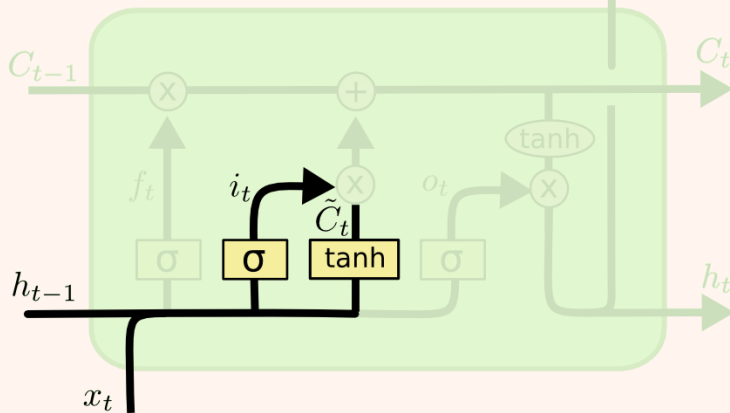 C_{t−1}
C_t
x
+
tanh
f_t
i_t
x
o_t
x
C̃_t
σ
σ
tanh
σ
h_{t−1}
h_t
x_t